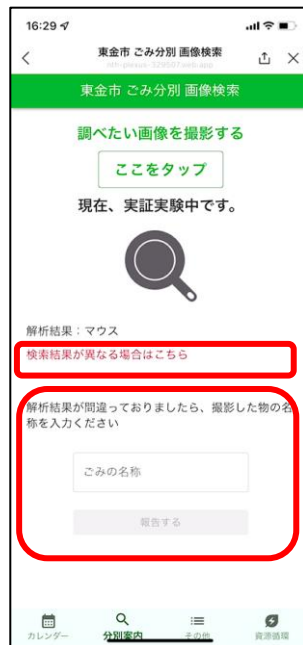 16:29
東金市 ごみ分別 画像検索
東金市 ごみ分別 画像検索
調べたい画像を撮影する
ここをタップ
現在、実証実験中です。
解析結果：マウス
検索結果が異なる場合はこちら
解析結果が間違っておりましたら、撮影した物の名
称を入力ください
ごみの名称
報告する
カレンダー
分別案内
その他
資源循環